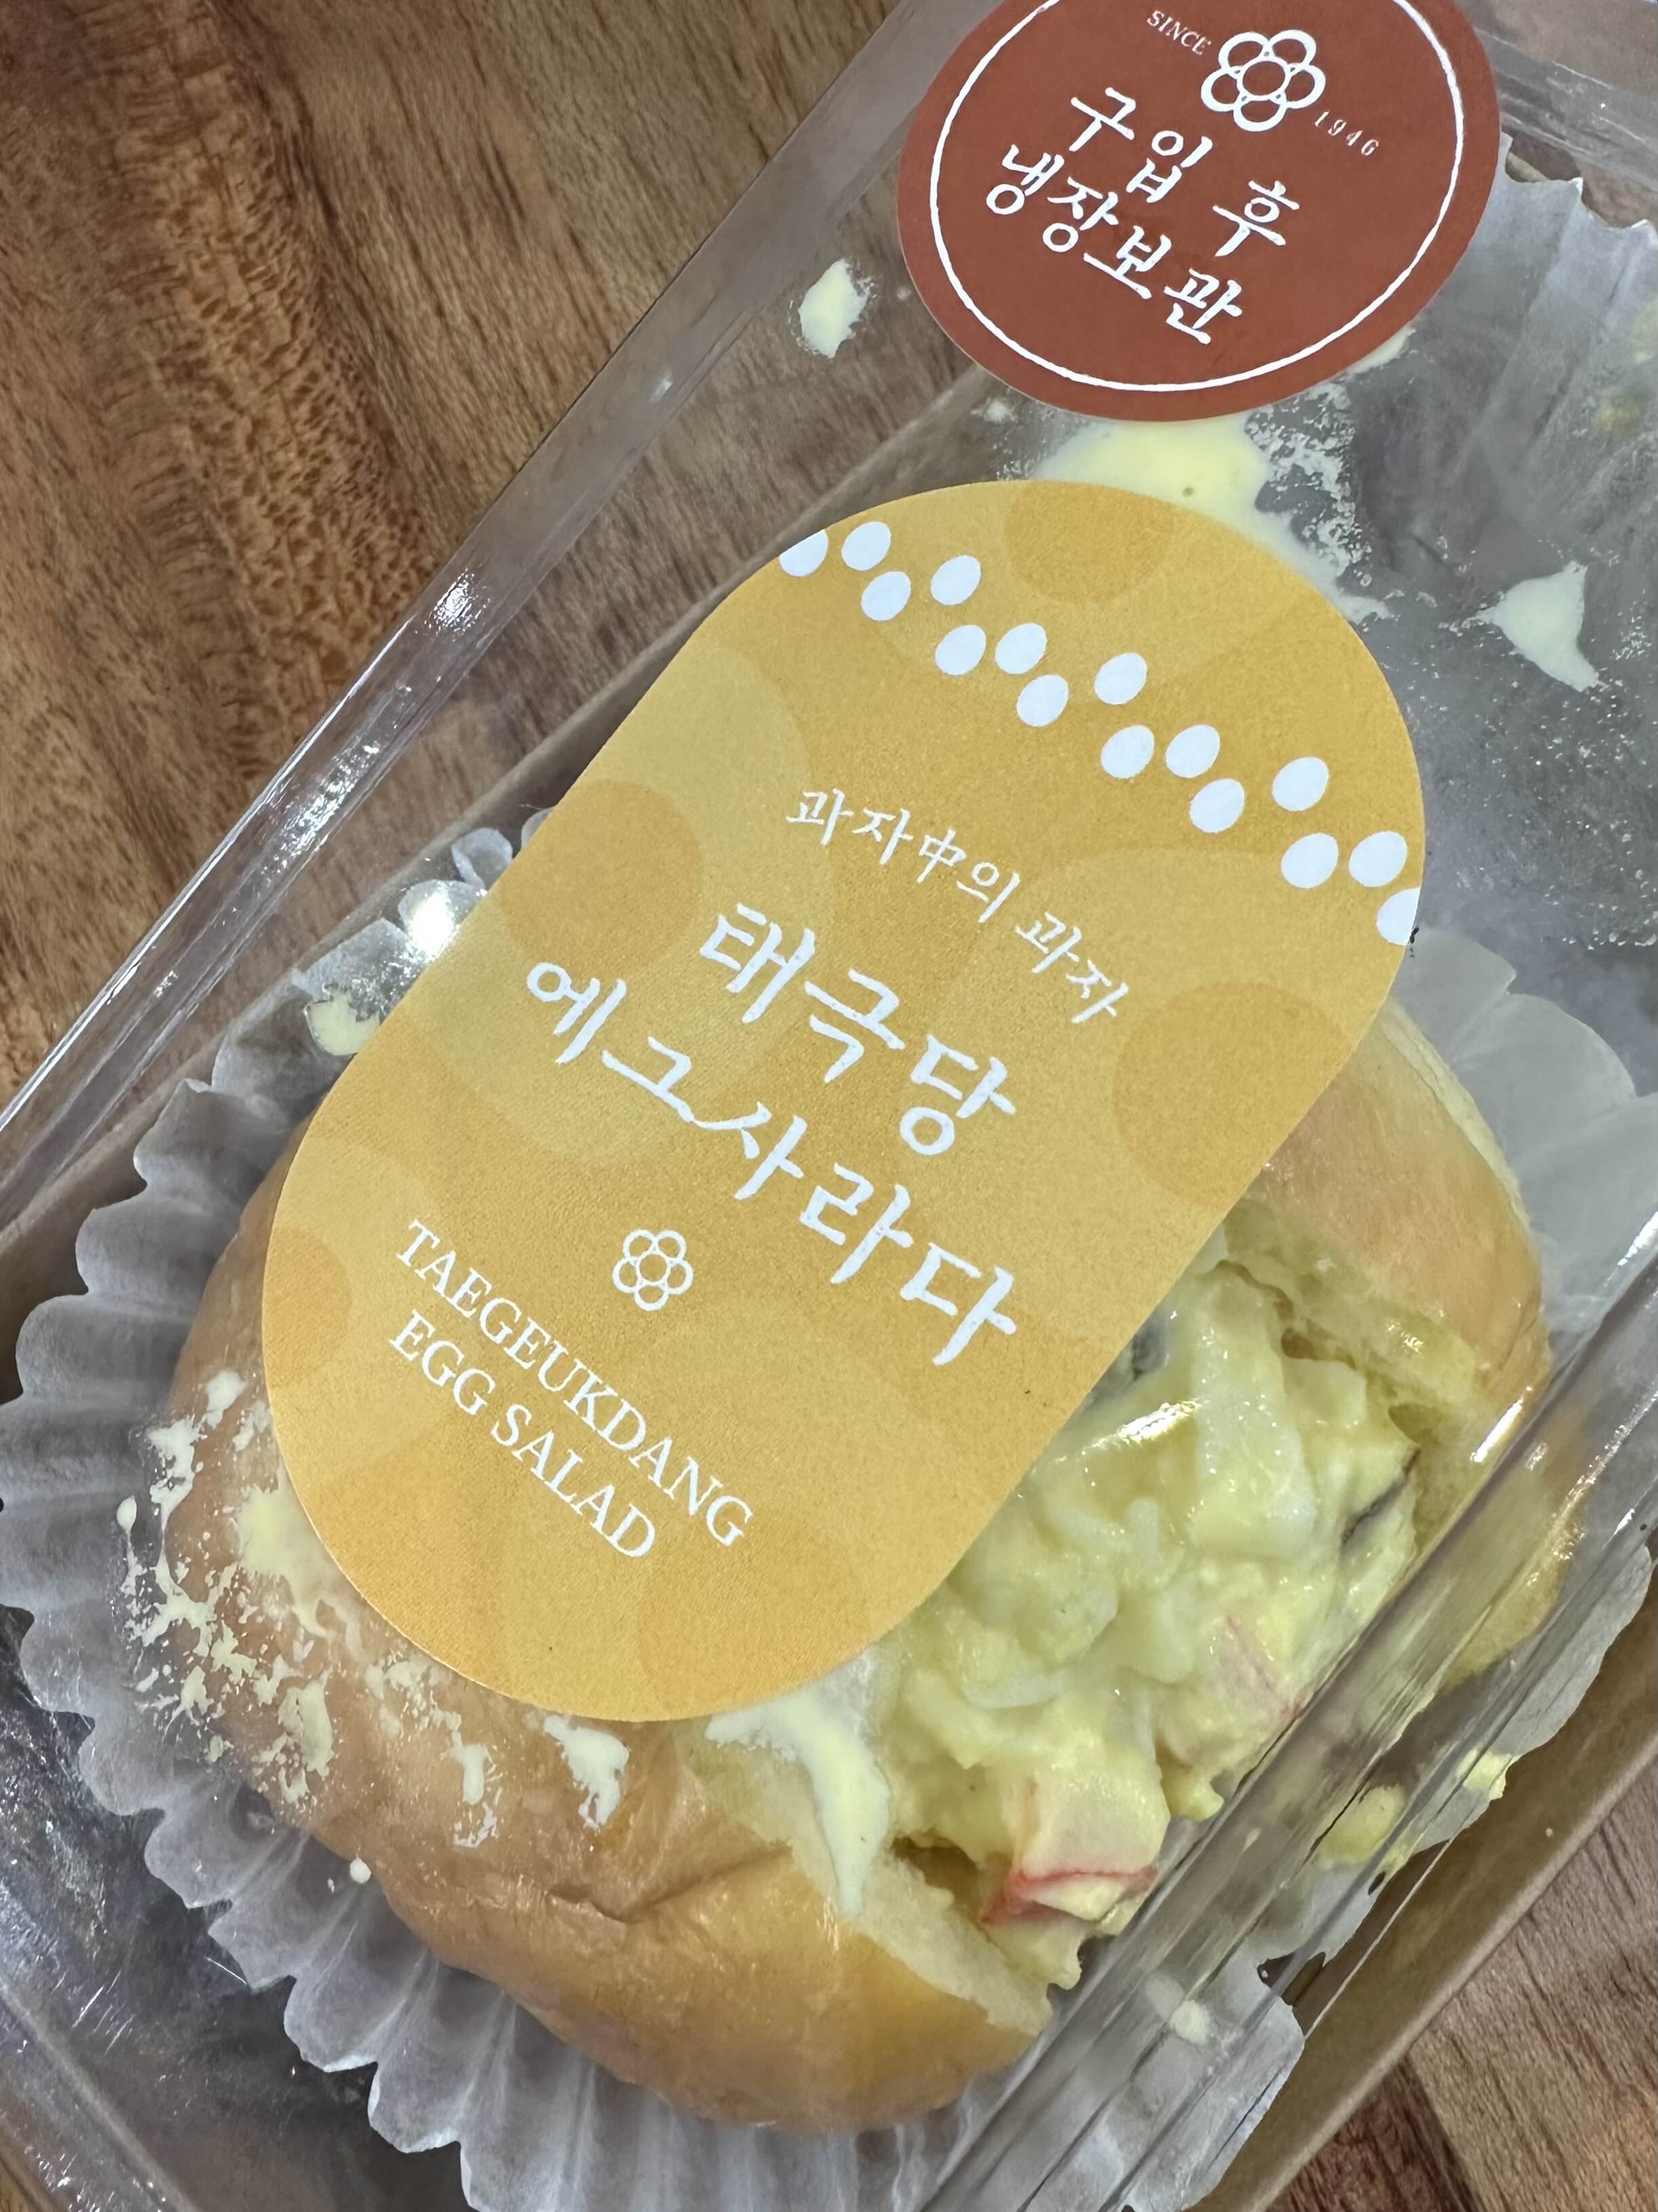 SINCE 1946
구입 후
냉장보관
과자中의 과자
태극당
에그사라다
TAEGEUKDANG
EGG SALAD